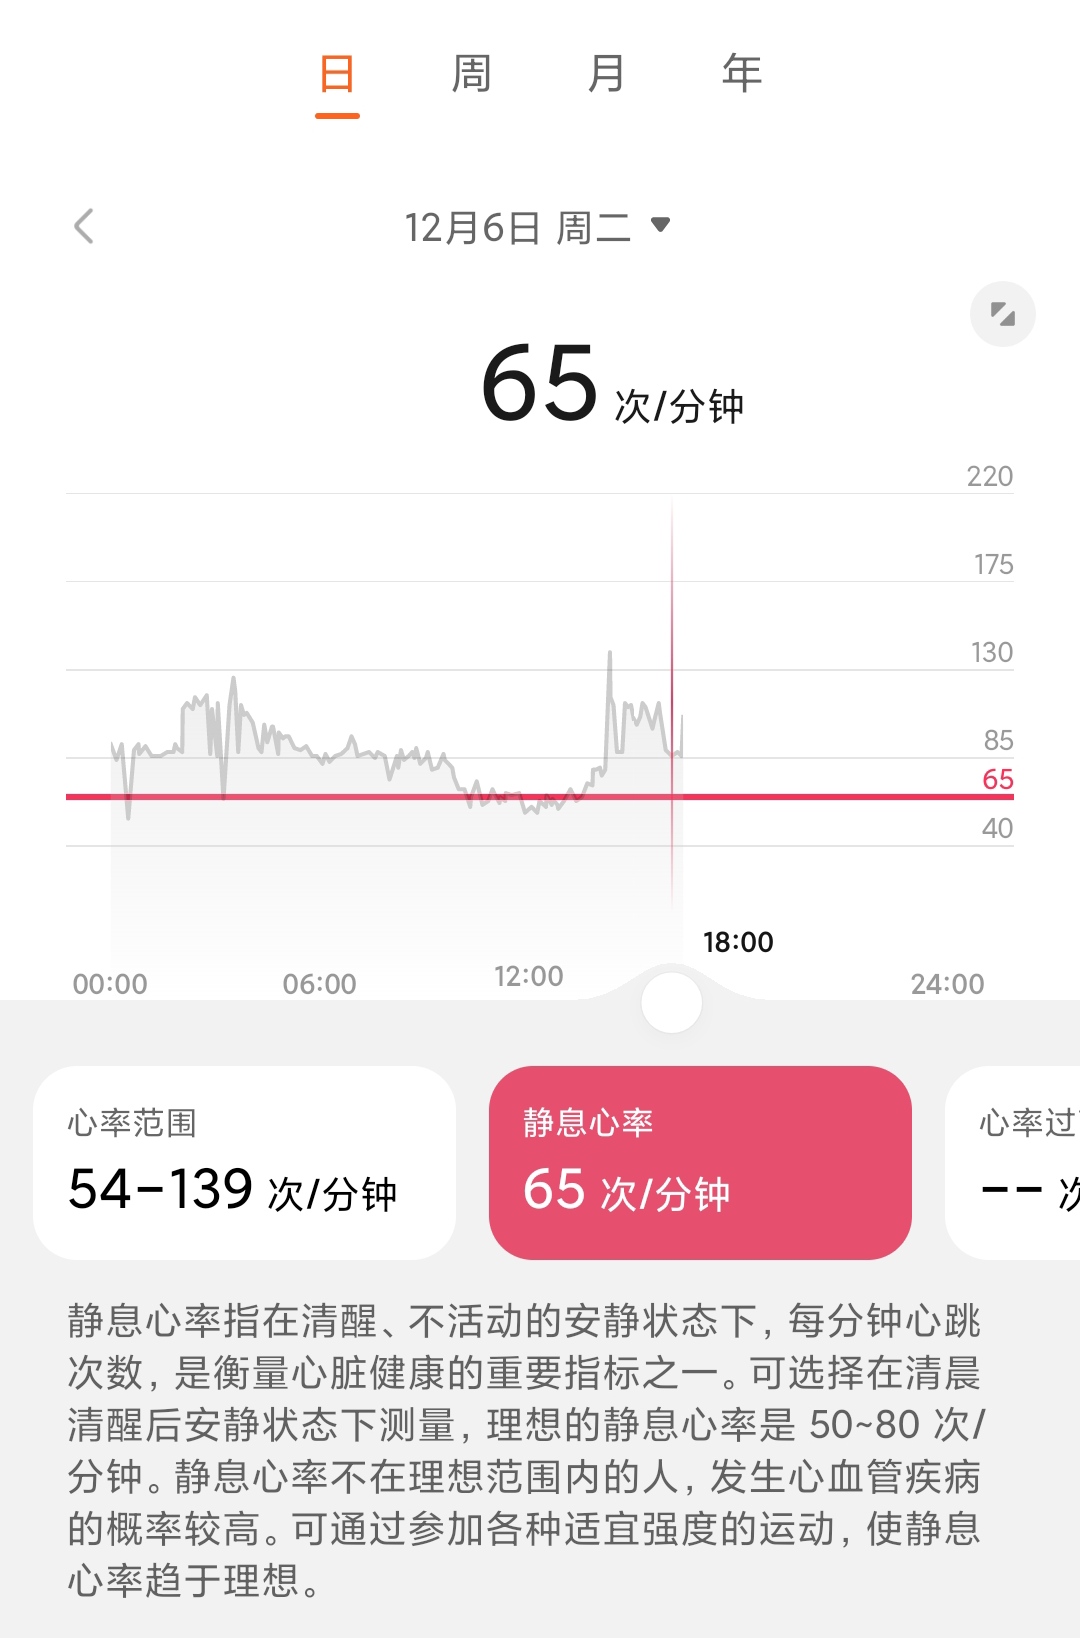 日 周 月 年
12月6日 周二
65 次/分钟
220
175
130
85
65
40
18:00
00:00 06:00 12:00 24:00
心率范围
54-139 次/分钟
静息心率
65 次/分钟
心率过
-- 次
静息心率指在清醒、不活动的安静状态下，每分钟心跳
次数，是衡量心脏健康的重要指标之一。可选择在清晨
清醒后安静状态下测量，理想的静息心率是 50~80 次/
分钟。静息心率不在理想范围内的人，发生心血管疾病
的概率较高。可通过参加各种适宜强度的运动，使静息
心率趋于理想。